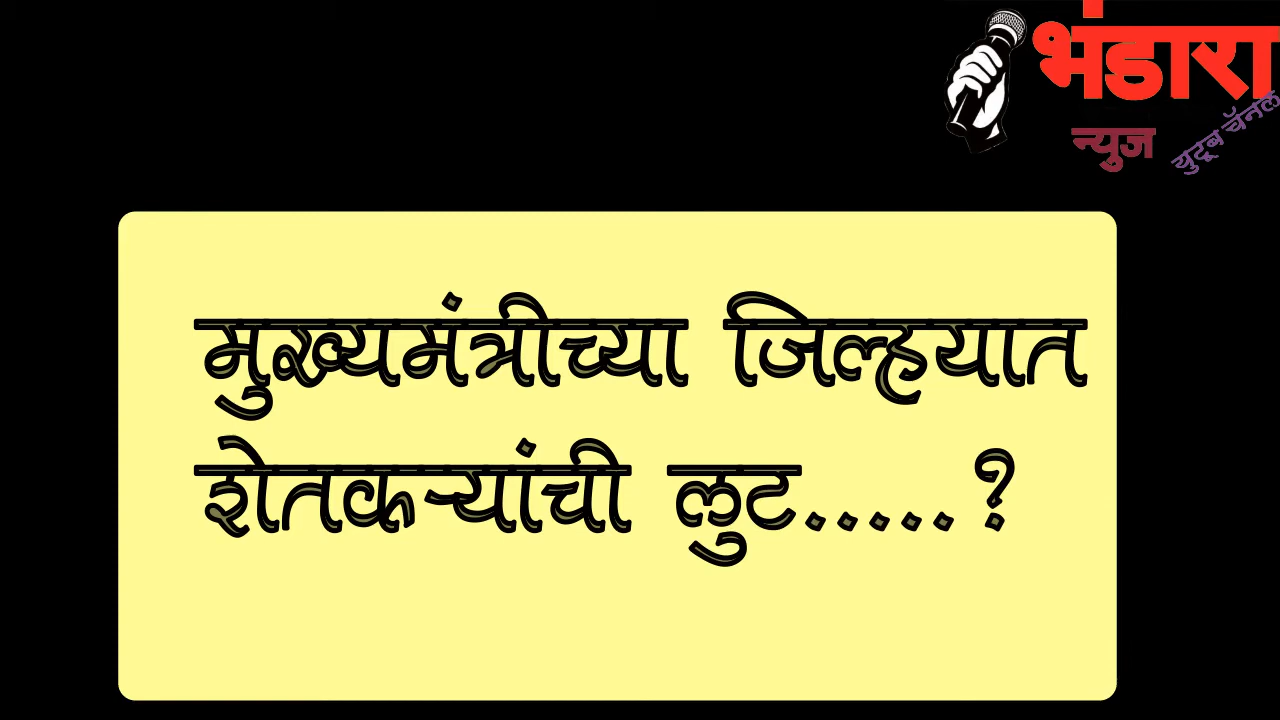 भंडारा
न्युज
युटूब चॅनल
मुख्यमंत्रीच्या जिल्हयात
शेतकऱ्यांची लुट.....?